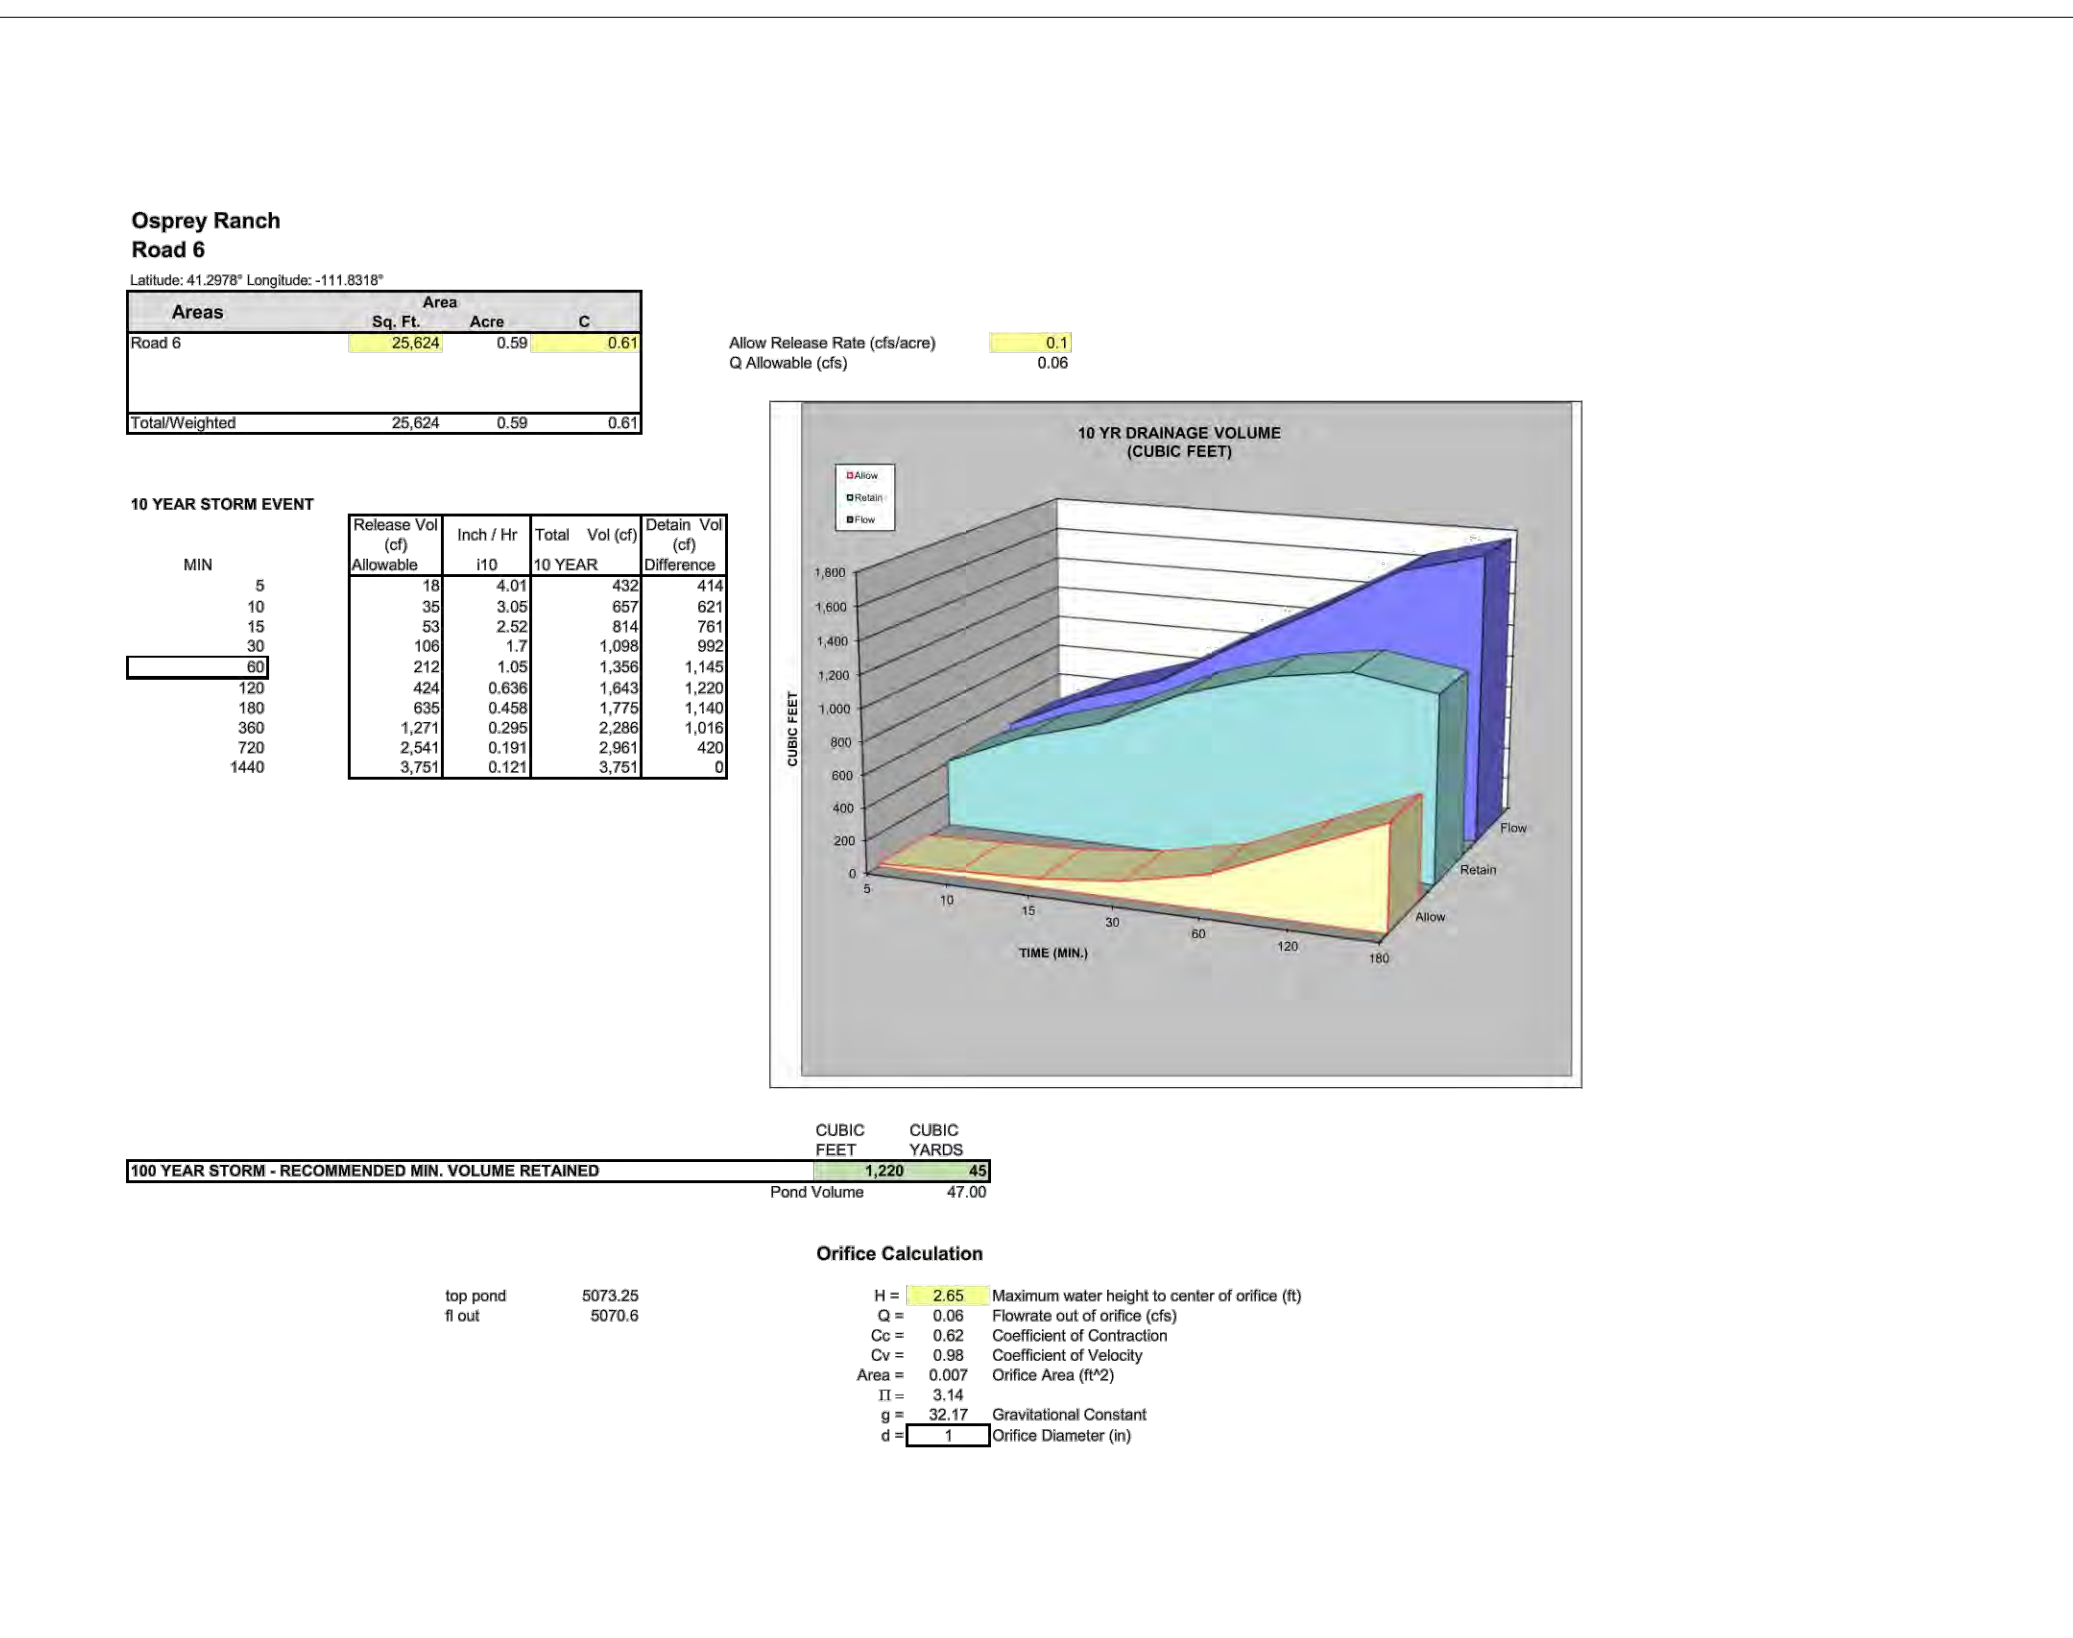 Osprey Ranch
Road 6
Latitude: 41.2978° Longitude: -111.8318°
Areas Area
Sq. Ft. Acre C
Road 6 25,624 0.59 0.61
Total/Weighted 25,624 0.59 0.61
Allow Release Rate (cfs/acre) 0.1
Q Allowable (cfs) 0.06
10 YEAR STORM EVENT
Release Vol Inch / Hr Total Vol (cf) Detain Vol
(cf) (cf)
MIN Allowable i10 10 YEAR Difference
5 18 4.01 432 414
10 35 3.05 657 621
15 53 2.52 814 761
30 106 1.7 1,098 992
60 212 1.05 1,356 1,145
120 424 0.636 1,643 1,220
180 635 0.458 1,775 1,140
360 1,271 0.295 2,286 1,016
720 2,541 0.191 2,961 420
1440 3,751 0.121 3,751 0
10 YR DRAINAGE VOLUME
(CUBIC FEET)
Allow
Retain
Flow
1,800
1,600
1,400
1,200
1,000
800
600
400
200
0
CUBIC FEET
5
10
15
30
60
120
180
TIME (MIN.)
Flow
Retain
Allow
CUBIC CUBIC
FEET YARDS
100 YEAR STORM - RECOMMENDED MIN. VOLUME RETAINED 1,220 45
Pond Volume 47.00
Orifice Calculation
top pond 5073.25
fl out 5070.6
H = 2.65 Maximum water height to center of orifice (ft)
Q = 0.06 Flowrate out of orifice (cfs)
Cc = 0.62 Coefficient of Contraction
Cv = 0.98 Coefficient of Velocity
Area = 0.007 Orifice Area (ft^2)
Π = 3.14
g = 32.17 Gravitational Constant
d = 1 Orifice Diameter (in)